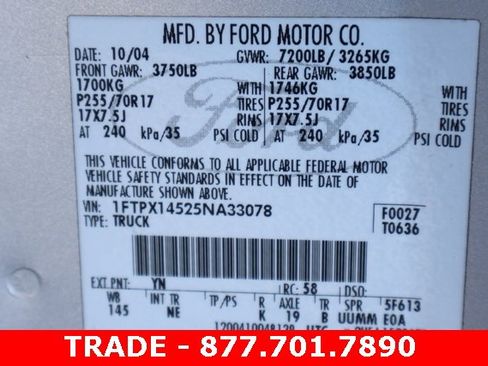 MFD. BY FORD MOTOR CO.
DATE: 10/04 GVWR: 7200LB / 3265KG
FRONT GAWR: 3750LB REAR GAWR: 3850LB
1700KG WITH 1746KG WITH
P255/70R17 TIRES P255/70R17 TIRES
17X7.5J RIMS 17X7.5J RIMS
AT 240 kPa/35 PSI COLD AT 240 kPa/35 PSI COLD
Ford
THIS VEHICLE CONFORMS TO ALL APPLICABLE FEDERAL MOTOR
VEHICLE SAFETY STANDARDS IN EFFECT ON THE DATE OF
MANUFACTURE SHOWN ABOVE.
VIN: 1FTPX14525NA33078 F0027
TYPE: TRUCK T0636
EXT PNT: YN RC: 58 DSO:
WB INT TR TP/PS R AXLE TR SPR 5F613
145 NE K 19 B UUMM E0A
TRADE - 877.701.7890